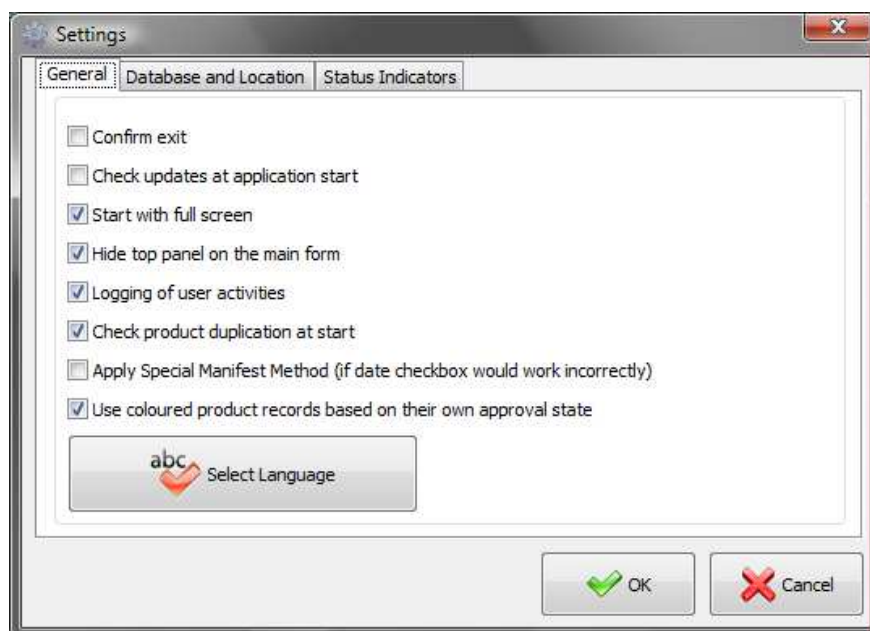 Settings
General Database and Location Status Indicators
Confirm exit
Check updates at application start
Start with full screen
Hide top panel on the main form
Logging of user activities
Check product duplication at start
Apply Special Manifest Method (if date checkbox would work incorrectly)
Use coloured product records based on their own approval state
abc Select Language
OK Cancel